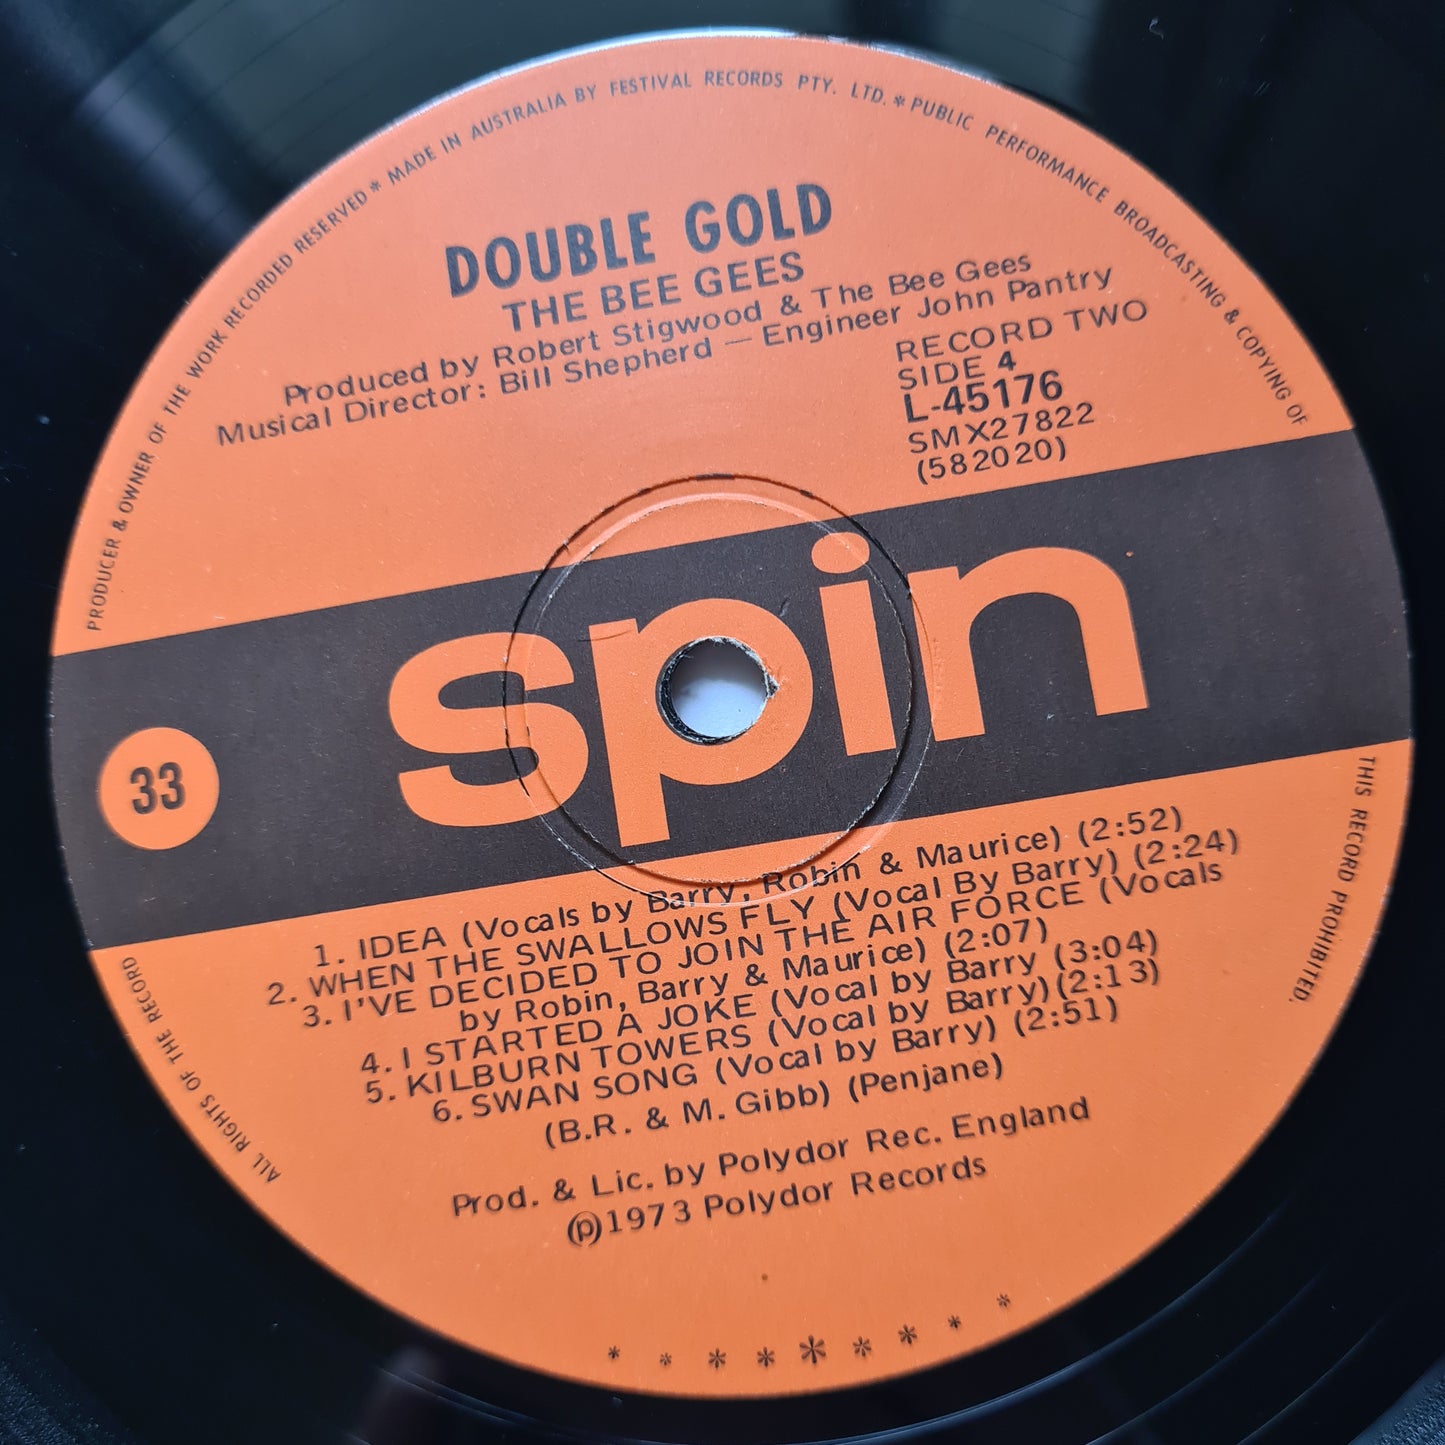 PRODUCER & OWNER OF THE WORK RECORDED RESERVED * MADE IN AUSTRALIA BY FESTIVAL RECORDS PTY. LTD. * PUBLIC PERFORMANCE BROADCASTING & COPYING OF
DOUBLE GOLD
THE BEE GEES
Produced by Robert Stigwood & The Bee Gees
Musical Director: Bill Shepherd — Engineer John Pantry
RECORD TWO
SIDE 4
L-45176
SMX27822
(582020)
spin
33
1. IDEA (Vocals by Barry, Robin & Maurice) (2:52)
2. WHEN THE SWALLOWS FLY (Vocal By Barry) (2:24)
3. I'VE DECIDED TO JOIN THE AIR FORCE (Vocals
by Robin, Barry & Maurice) (2:07)
4. I STARTED A JOKE (Vocal by Barry (3:04)
5. KILBURN TOWERS (Vocal by Barry) (2:13)
6. SWAN SONG (Vocal by Barry) (2:51)
(B.R. & M. Gibb) (Penjane)
Prod. & Lic. by Polydor Rec. England
(p)1973 Polydor Records
* * * * * * * * *
ALL RIGHTS OF THE RECORD
THIS RECORD PROHIBITED.